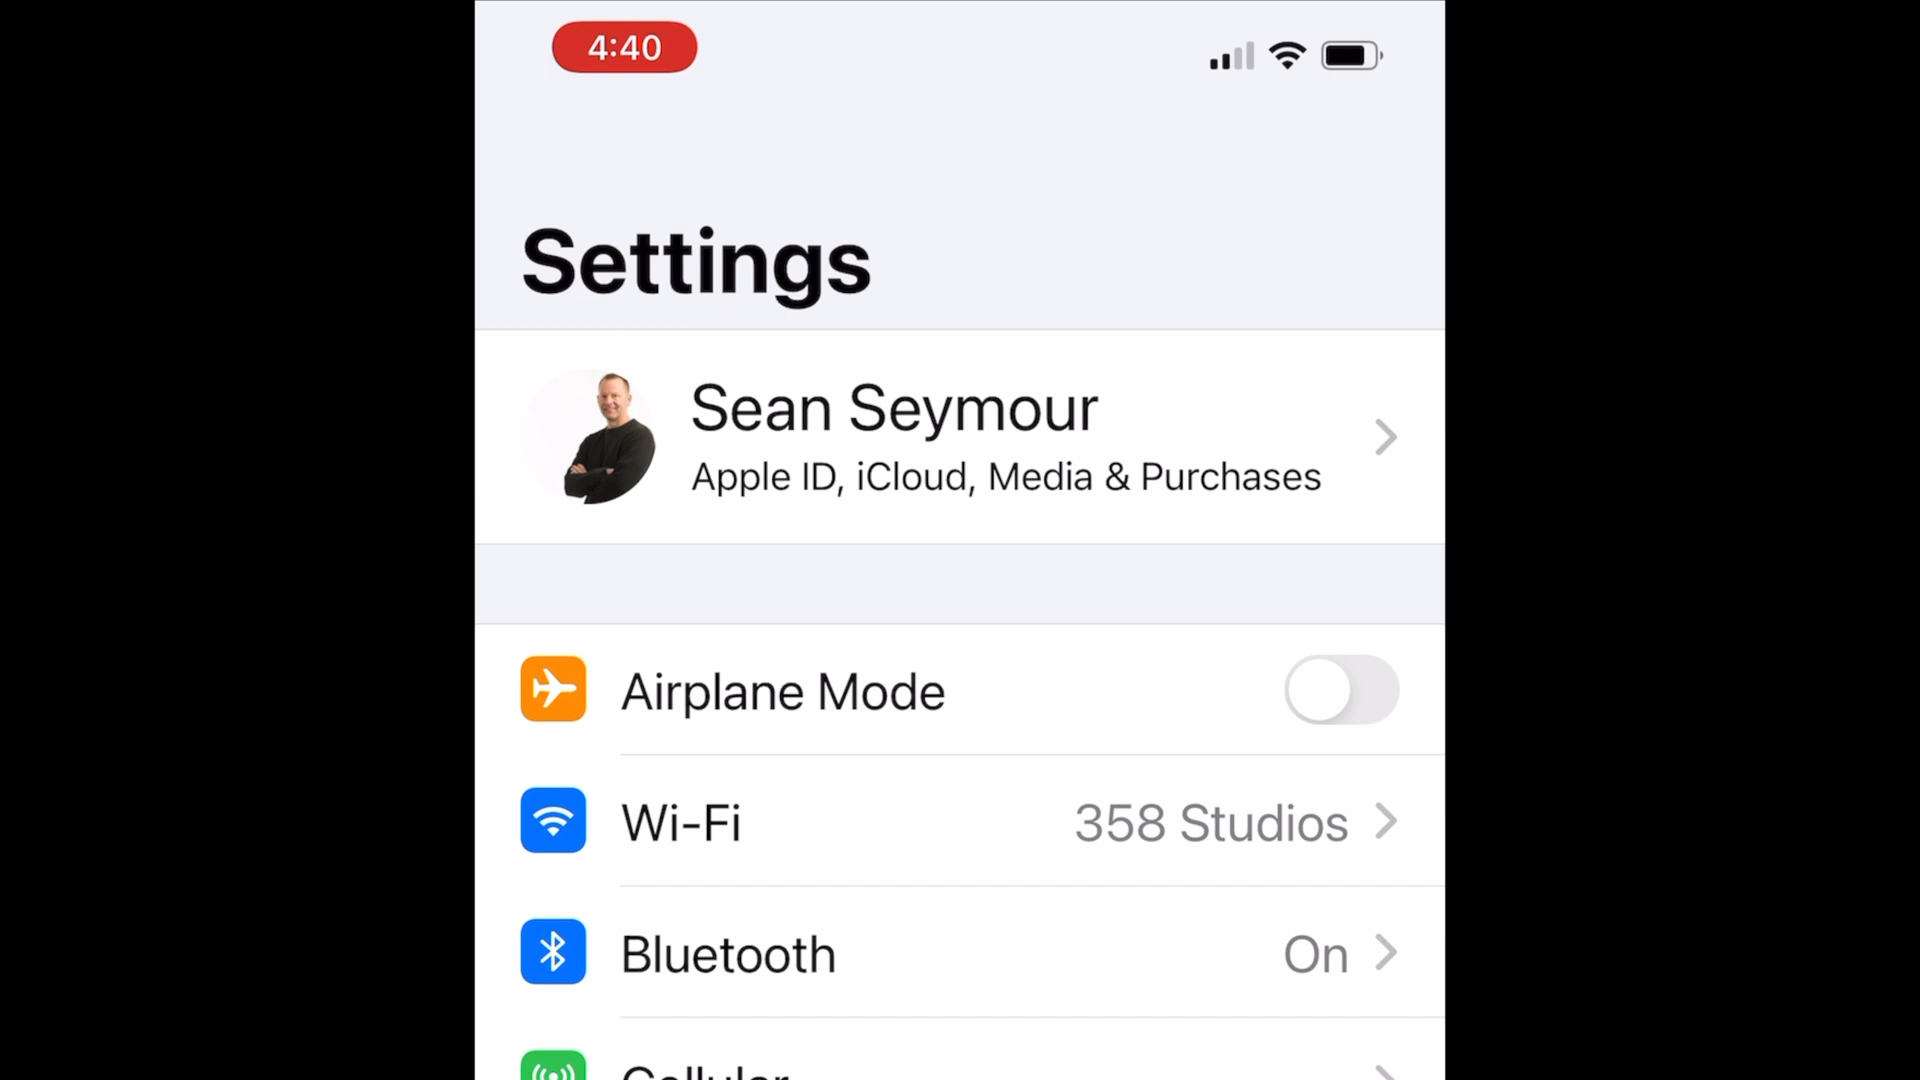 4:40
Settings
Sean Seymour
Apple ID, iCloud, Media & Purchases
Airplane Mode
Wi-Fi 358 Studios
Bluetooth On
Cellular